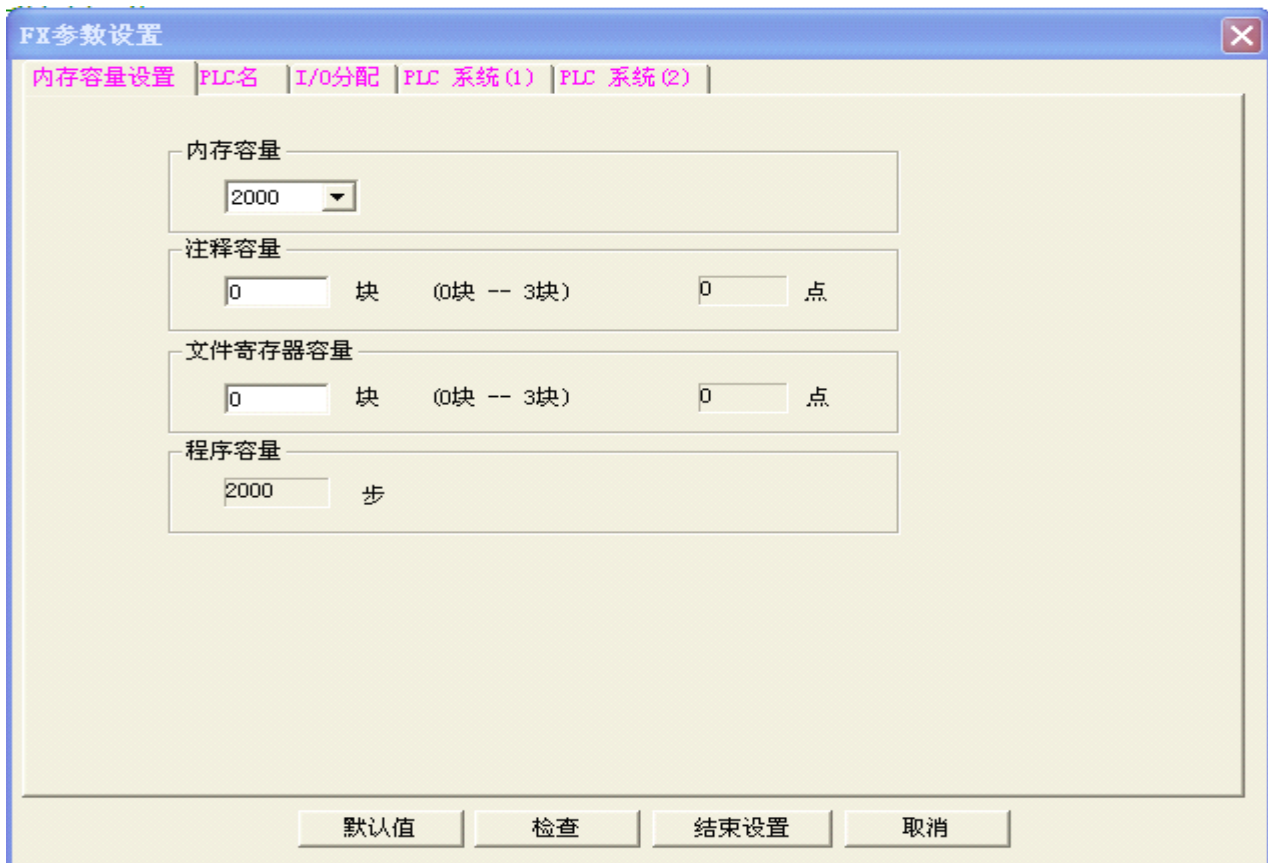 FX参数设置
内存容量设置 PLC名 I/O分配 PLC 系统(1) PLC 系统(2)
内存容量
2000
注释容量
0 块 (0块 -- 3块) 0 点
文件寄存器容量
0 块 (0块 -- 3块) 0 点
程序容量
2000 步
默认值 检查 结束设置 取消